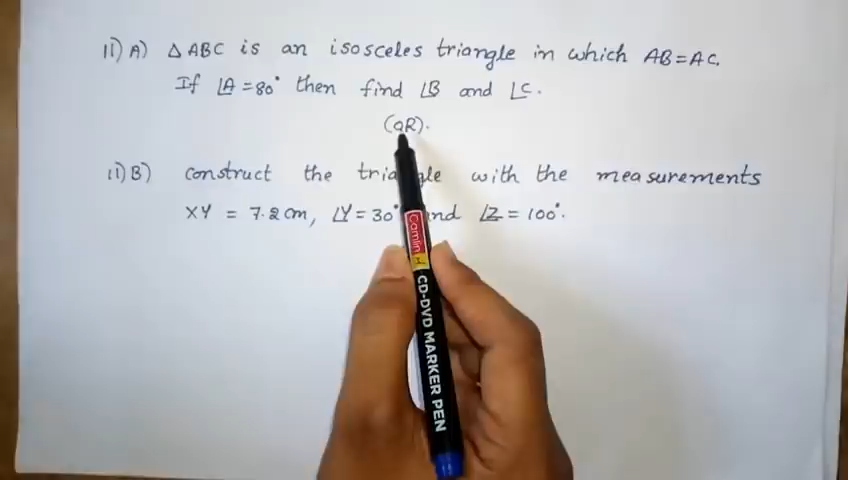 11) A) △ ABC is an isosceles triangle in which AB = AC.
If ∠A = 80° then find ∠B and ∠C.
(OR).
11) B) construct the triangle with the measurements
XY = 7.2 cm, ∠Y = 30° and ∠Z = 100°.
Camlin
CD-DVD MARKER PEN